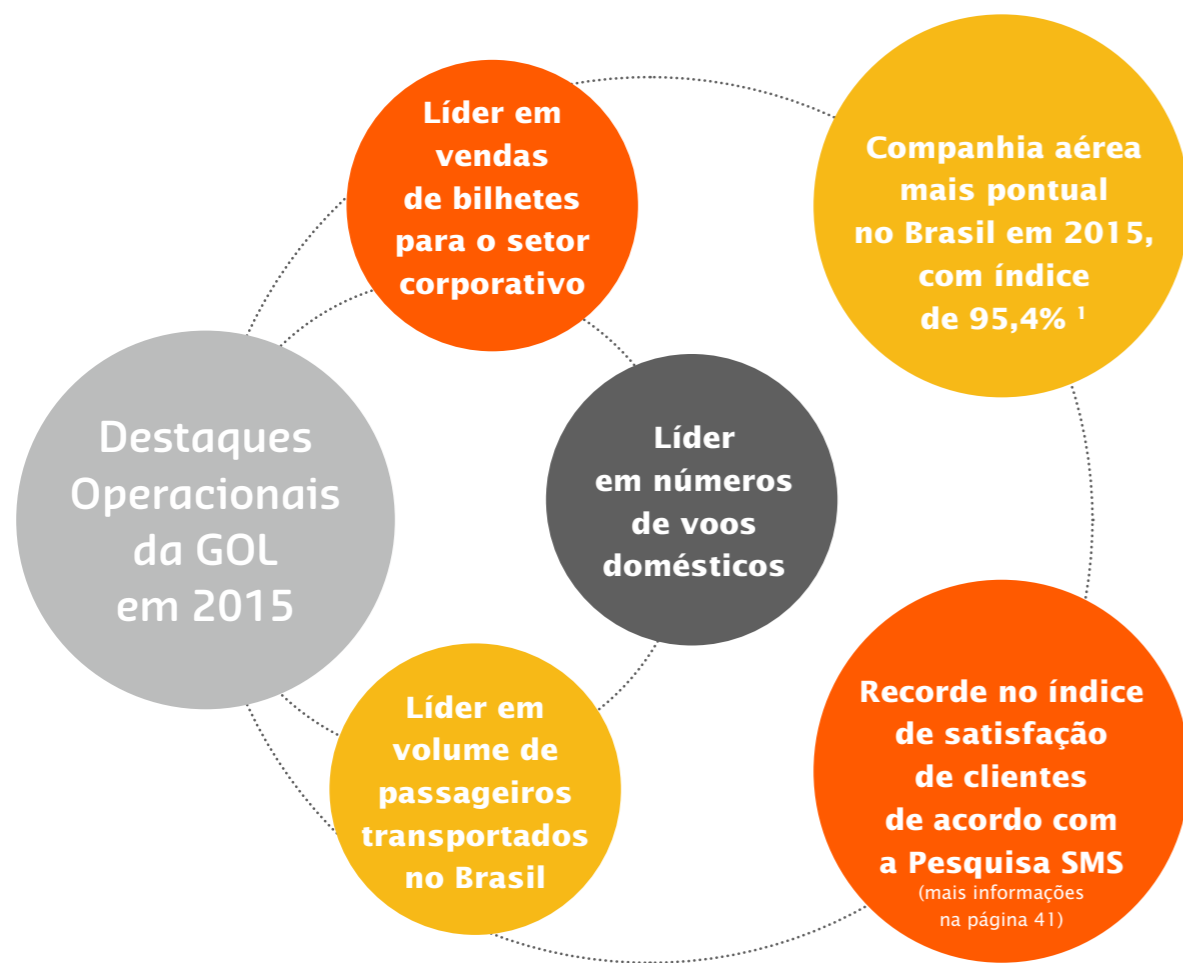 Destaques
Operacionais
da GOL
em 2015
Líder em
vendas
de bilhetes
para o setor
corporativo
Companhia aérea
mais pontual
no Brasil em 2015,
com índice
de 95,4% ¹
Líder
em números
de voos
domésticos
Líder em
volume de
passageiros
transportados
no Brasil
Recorde no índice
de satisfação
de clientes
de acordo com
a Pesquisa SMS
(mais informações
na página 41)